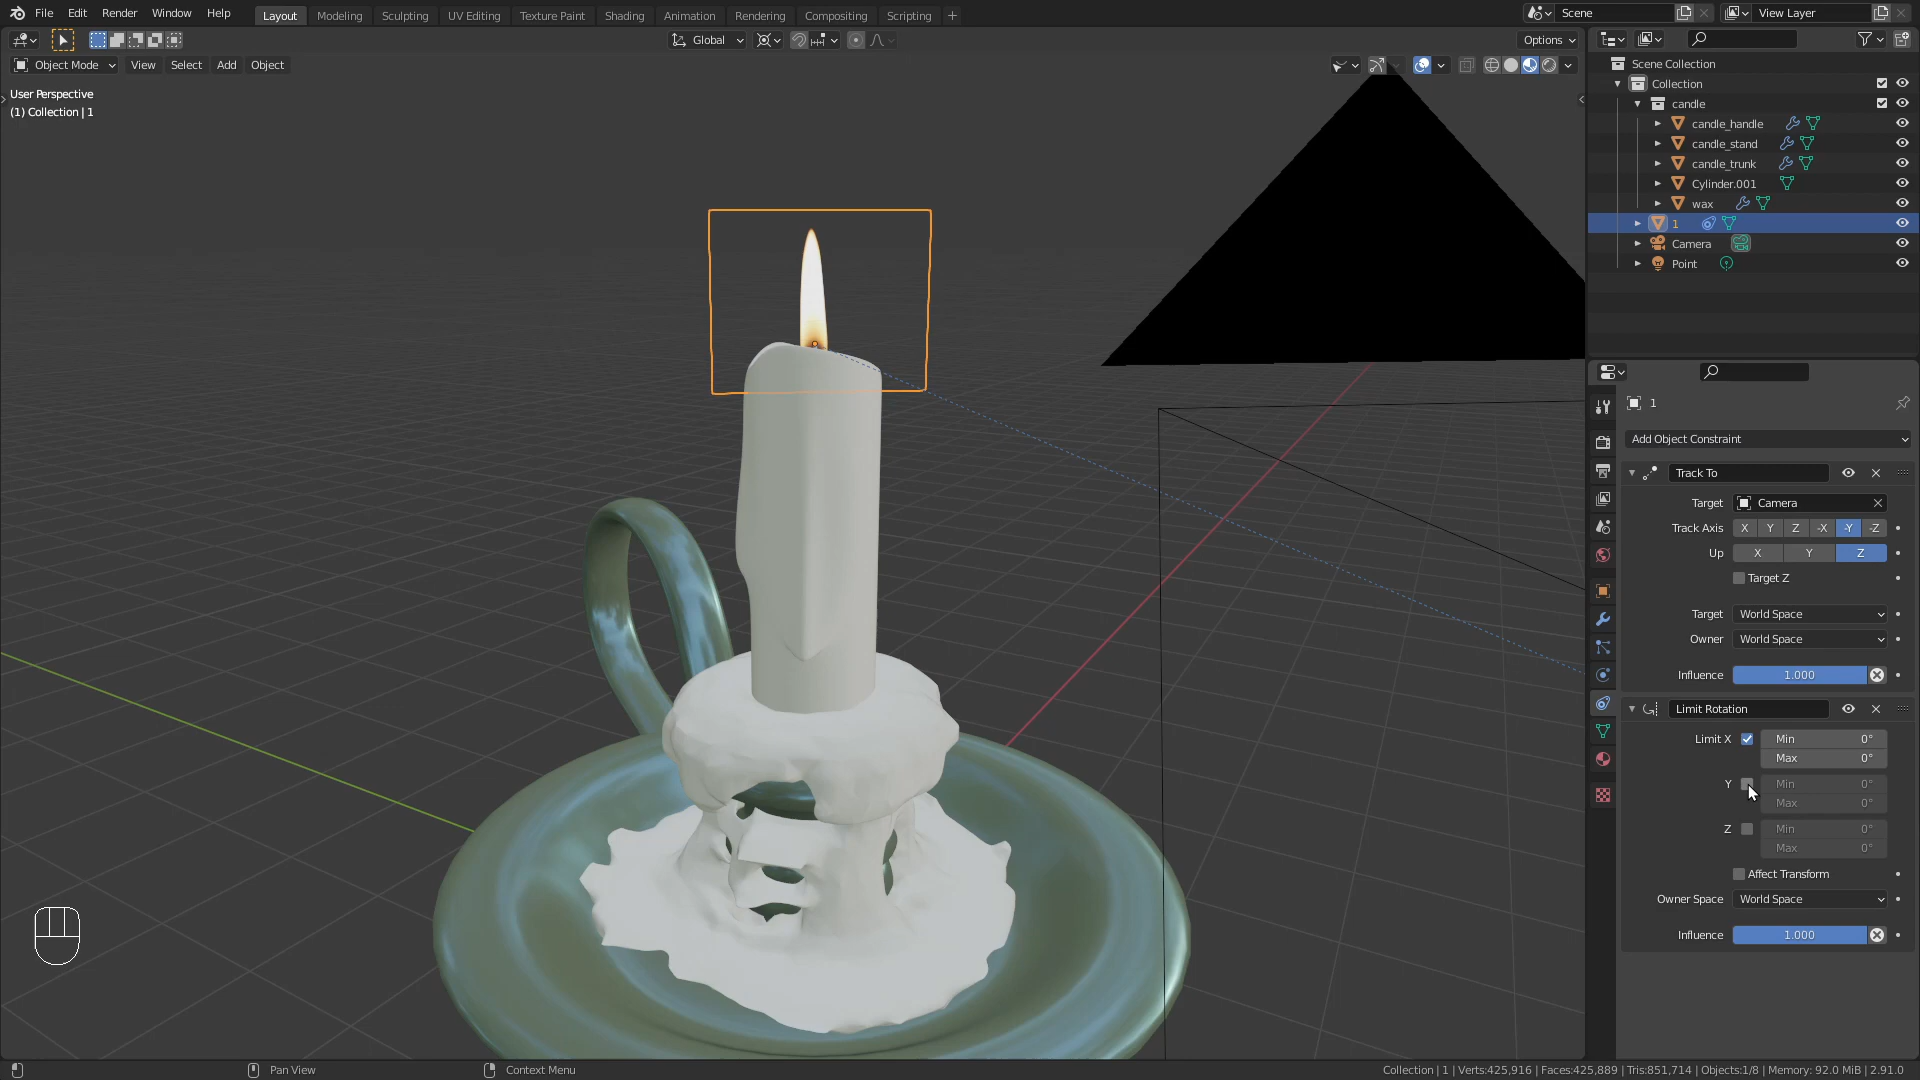 File Edit Render Window Help
Layout Modeling Sculpting UV Editing Texture Paint Shading Animation Rendering Compositing Scripting +
Scene
View Layer
Global
Options
Object Mode View Select Add Object
User Perspective
(1) Collection | 1
Scene Collection
Collection
candle
candle_handle
candle_stand
candle_trunk
Cylinder.001
wax
1
Camera
Point
1
Add Object Constraint
Track To
Target Camera
Track Axis X Y Z -X -Y -Z
Up X Y Z
Target Z
Target World Space
Owner World Space
Influence 1.000
Limit Rotation
Limit X Min 0°
Max 0°
Y Min 0°
Max 0°
Z Min 0°
Max 0°
Affect Transform
Owner Space World Space
Influence 1.000
Pan View
Context Menu
Collection | 1 | Verts:425,916 | Faces:425,889 | Tris:851,714 | Objects:1/8 | Memory: 92.0 MiB | 2.91.0